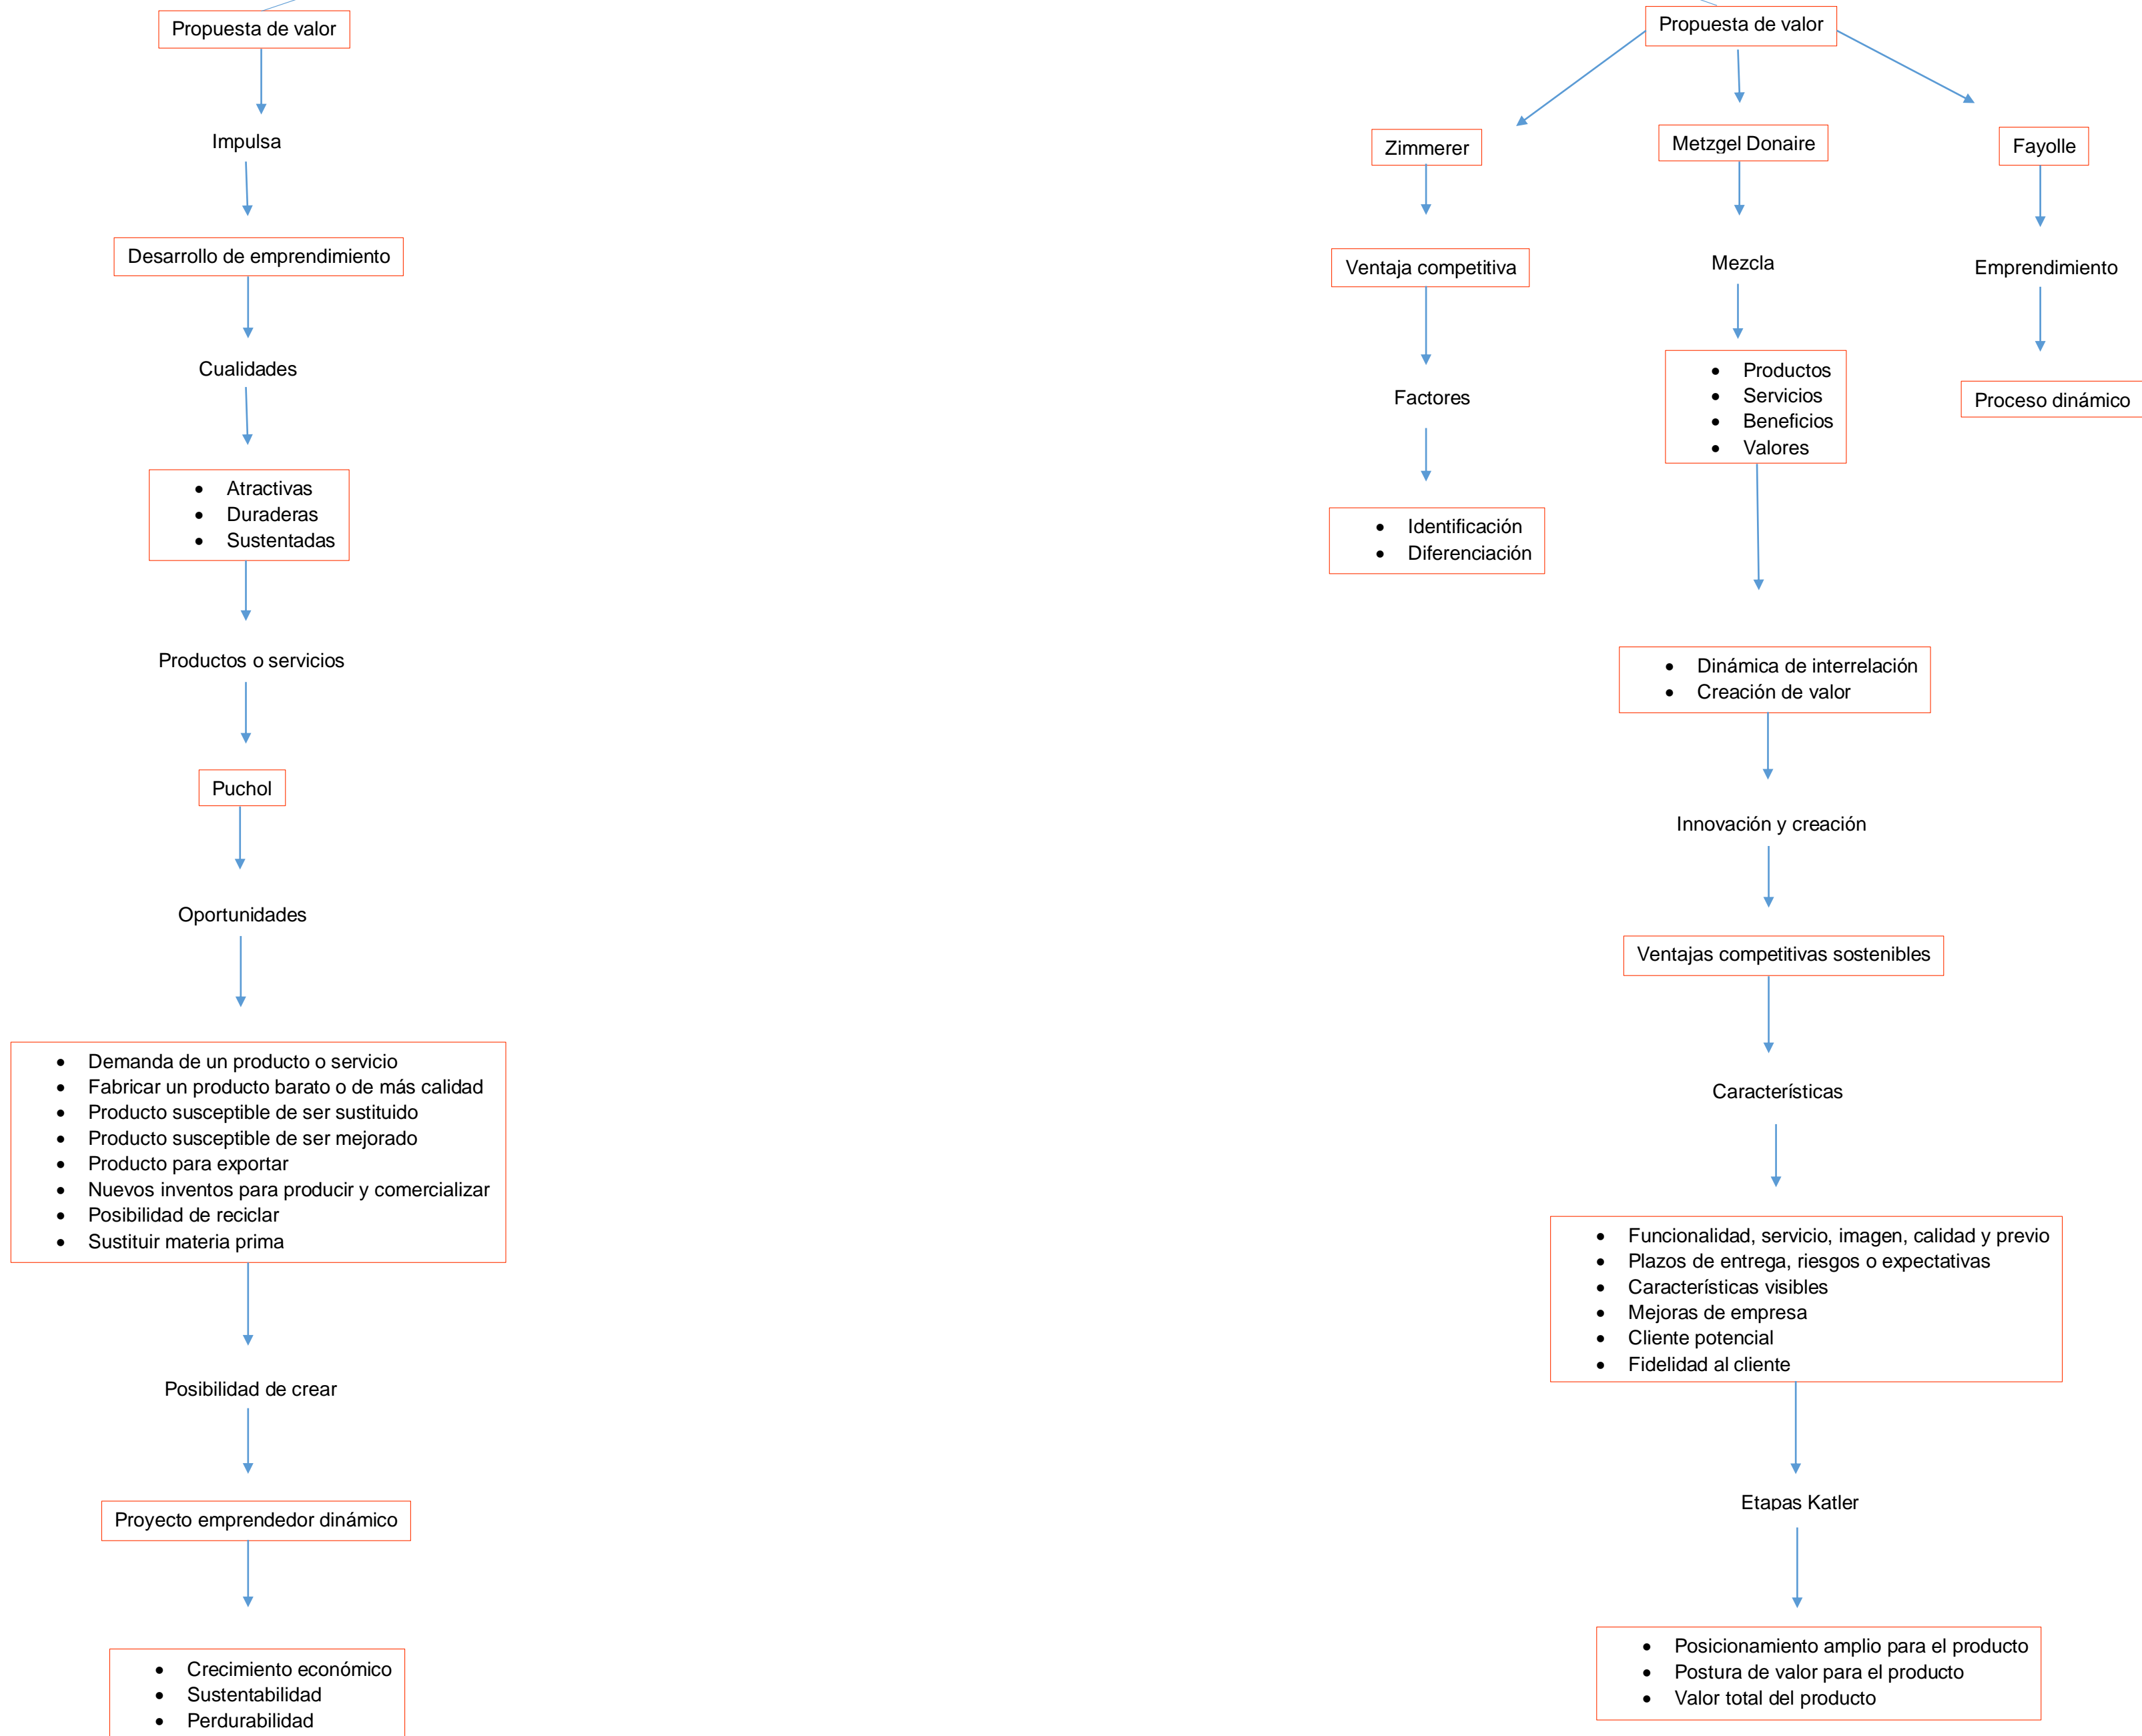 Propuesta de valor
Impulsa
Desarrollo de emprendimiento
Cualidades
• Atractivas
• Duraderas
• Sustentadas
Productos o servicios
Puchol
Oportunidades
• Demanda de un producto o servicio
• Fabricar un producto barato o de más calidad
• Producto susceptible de ser sustituido
• Producto susceptible de ser mejorado
• Producto para exportar
• Nuevos inventos para producir y comercializar
• Posibilidad de reciclar
• Sustituir materia prima
Posibilidad de crear
Proyecto emprendedor dinámico
• Crecimiento económico
• Sustentabilidad
• Perdurabilidad
Propuesta de valor
Zimmerer
Ventaja competitiva
Factores
• Identificación
• Diferenciación
Metzgel Donaire
Mezcla
• Productos
• Servicios
• Beneficios
• Valores
• Dinámica de interrelación
• Creación de valor
Innovación y creación
Ventajas competitivas sostenibles
Características
• Funcionalidad, servicio, imagen, calidad y previo
• Plazos de entrega, riesgos o expectativas
• Características visibles
• Mejoras de empresa
• Cliente potencial
• Fidelidad al cliente
Etapas Katler
• Posicionamiento amplio para el producto
• Postura de valor para el producto
• Valor total del producto
Fayolle
Emprendimiento
Proceso dinámico